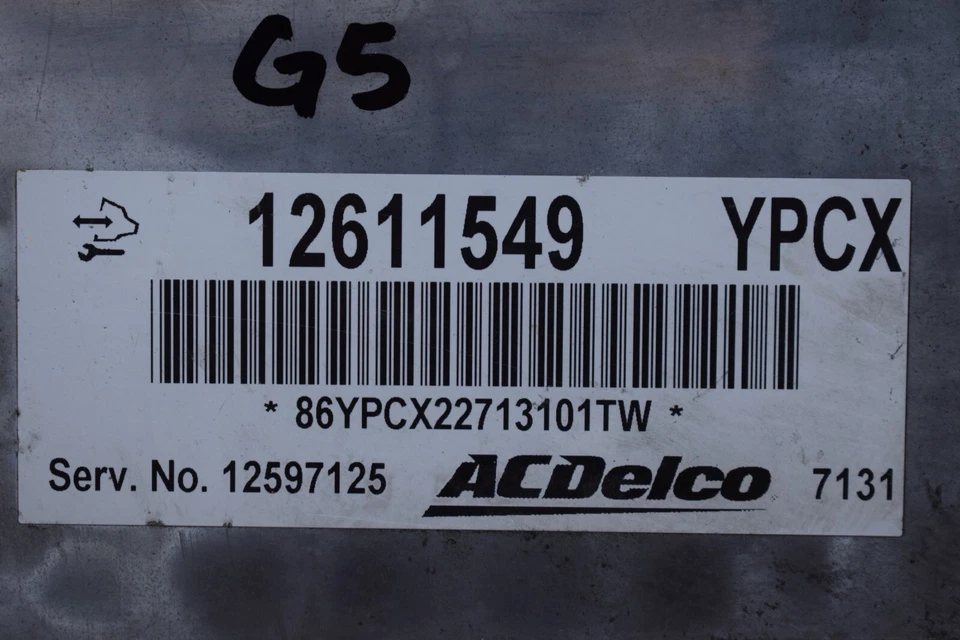 G5
12611549 YPCX
* 86YPCX22713101TW *
Serv. No. 12597125 ACDelco 7131